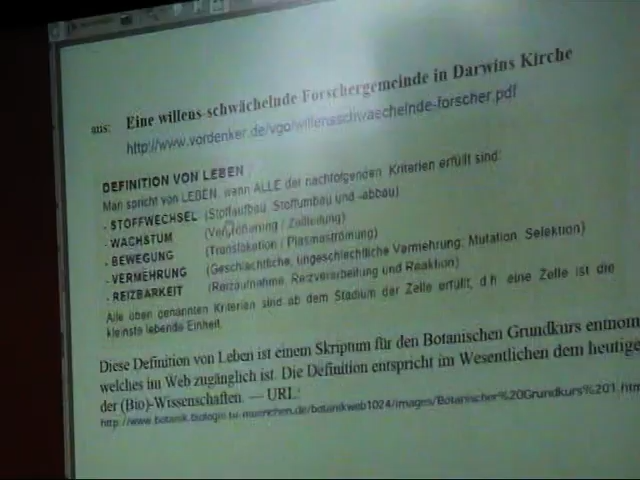 aus: Eine willens-schwächelnde Forschergemeinde in Darwins Kirche
http://www.vordenker.de/vgo/willensschwaechelnde-forscher.pdf
DEFINITION VON LEBEN
Man spricht von LEBEN, wenn ALLE der nachfolgenden Kriterien erfüllt sind:
- STOFFWECHSEL (Stoffaufbau, Stoffumbau und -abbau)
- WACHSTUM (Vergrößerung / Zellteilung)
- BEWEGUNG (Translokation / Plasmaströmung)
- VERMEHRUNG (Geschlechtliche, ungeschlechtliche Vermehrung; Mutation, Selektion)
- REIZBARKEIT (Reizaufnahme, Reizverarbeitung und Reaktion)
Alle oben genannten Kriterien sind ab dem Stadium der Zelle erfüllt, d.h. eine Zelle ist die
kleinste lebende Einheit.
Diese Definition von Leben ist einem Skriptum für den Botanischen Grundkurs entnom
welches im Web zugänglich ist. Die Definition entspricht im Wesentlichen dem heutige
der (Bio)-Wissenschaften. — URL:
http://www.botanik.biologie.tu-muenchen.de/botanikweb1024/images/Botanischer%20Grundkurs%201.htm